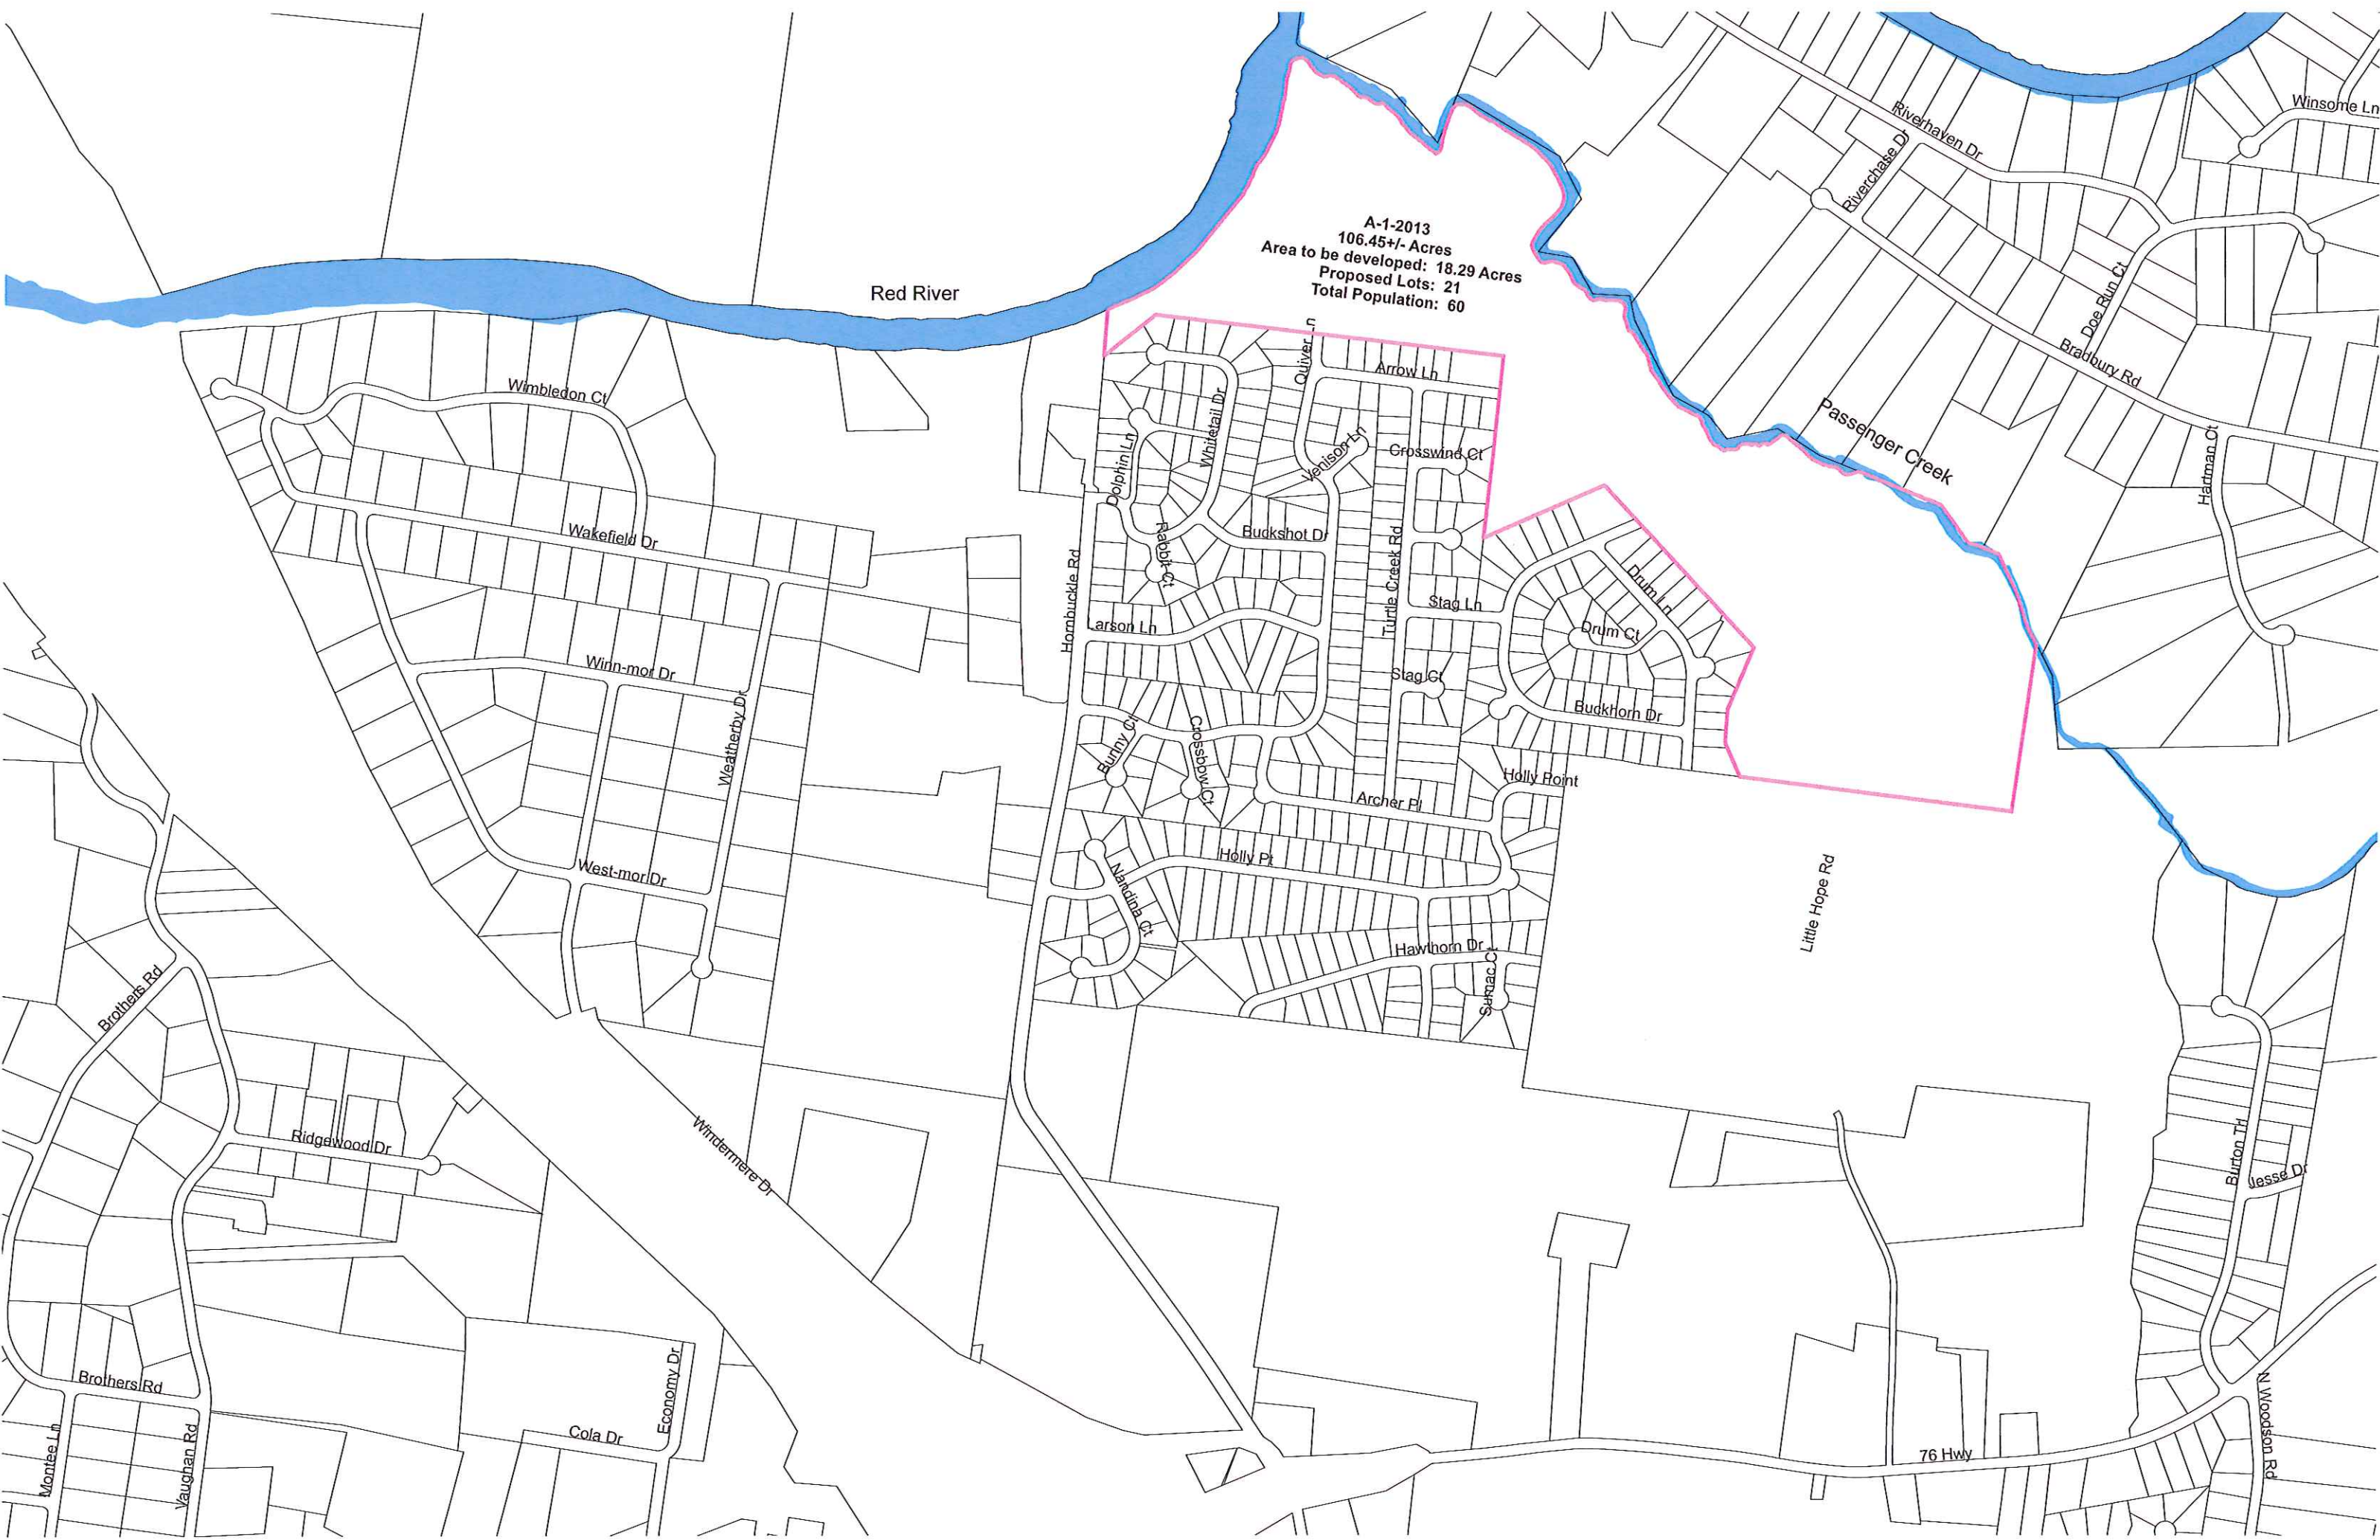 Winsome Ln
Riverhaven Dr
Riverchase Dr
A-1-2013
106.45+/- Acres
Area to be developed: 18.29 Acres
Proposed Lots: 21
Total Population: 60
Red River
Doe Run Ct
Bradbury Rd
Quiver Ln
Arrow Ln
Wimbledon Ct
Whitetail Dr
Passenger Creek
Dolphin Ln
Venison Ln
Crosswind Ct
Hartman Ct
Wakefield Dr
Rabbit Ct
Buckshot Dr
Turtle Creek Rd
Hornbuckle Rd
Drum Ln
Stag Ln
Larson Ln
Drum Ct
Winn-mor Dr
Stag Ct
Weatherby Dr
Bunny Ct
Crossbow Ct
Buckhorn Dr
Holly Point
Archer Pl
Holly Pt
West-mor Dr
Nandina Ct
Little Hope Rd
Hawthorn Dr
Sumac Ct
Brothers Rd
Ridgewood Dr
Windermere Dr
Burton Trl
Jesse Dr
Brothers Rd
Economy Dr
Cola Dr
Montee Ln
Vaughan Rd
76 Hwy
N Woodson Rd